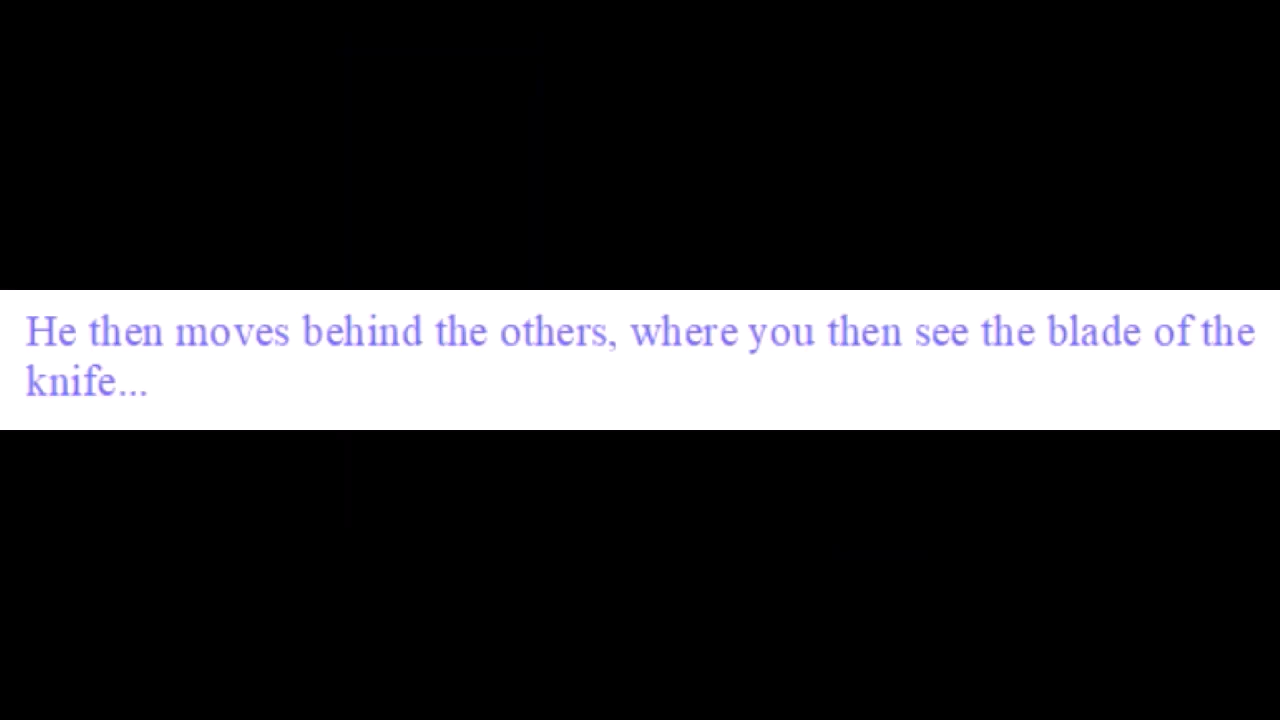 He then moves behind the others, where you then see the blade of the
knife...